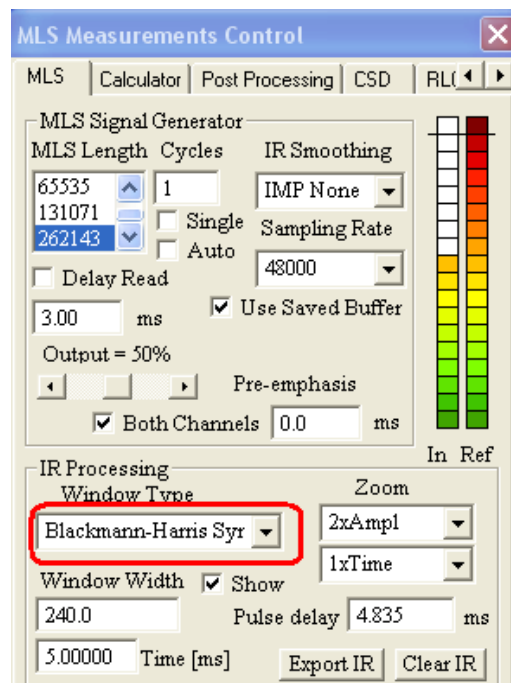 MLS Measurements Control
MLS Calculator Post Processing CSD RL(
MLS Signal Generator
MLS Length Cycles IR Smoothing
65535 1 IMP None
131071 Single Sampling Rate
262143 Auto 48000
Delay Read
3.00 ms Use Saved Buffer
Output = 50%
Pre-emphasis
Both Channels 0.0 ms
In Ref
IR Processing
Window Type Zoom
Blackmann-Harris Syr 2xAmpl
1xTime
Window Width Show
240.0 Pulse delay 4.835 ms
5.00000 Time [ms] Export IR Clear IR